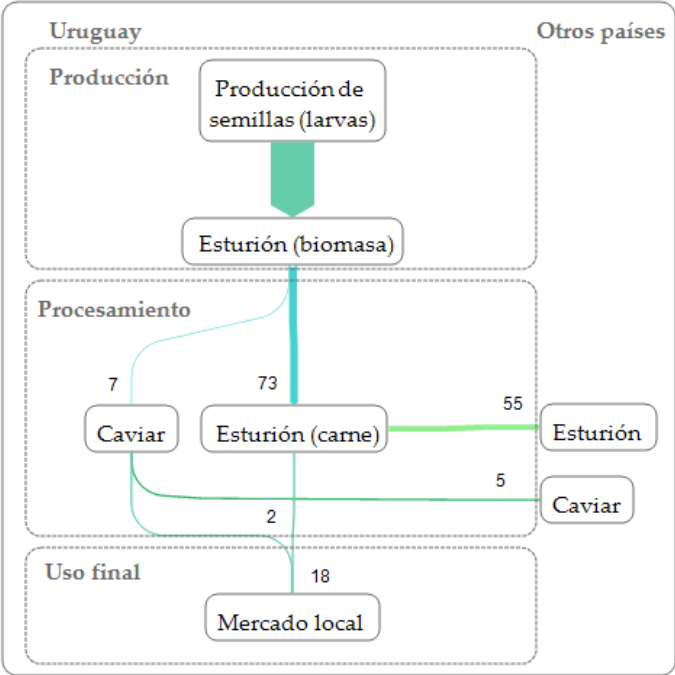 Uruguay
Otros países
Producción
Producción de
semillas (larvas)
Esturión (biomasa)
Procesamiento
7
73
55
Caviar
Esturión (carne)
Esturión
5
Caviar
2
Uso final
18
Mercado local